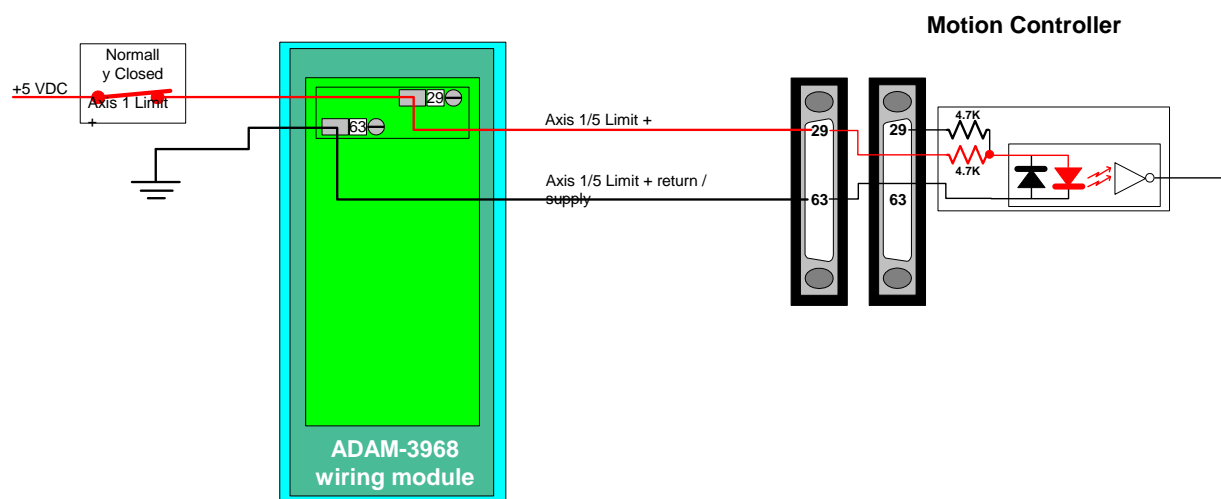 Motion Controller
Normall
y Closed
+5 VDC
Axis 1 Limit
+
29
63
Axis 1/5 Limit +
Axis 1/5 Limit + return /
supply
29
63
29
63
4.7K
4.7K
ADAM-3968
wiring module